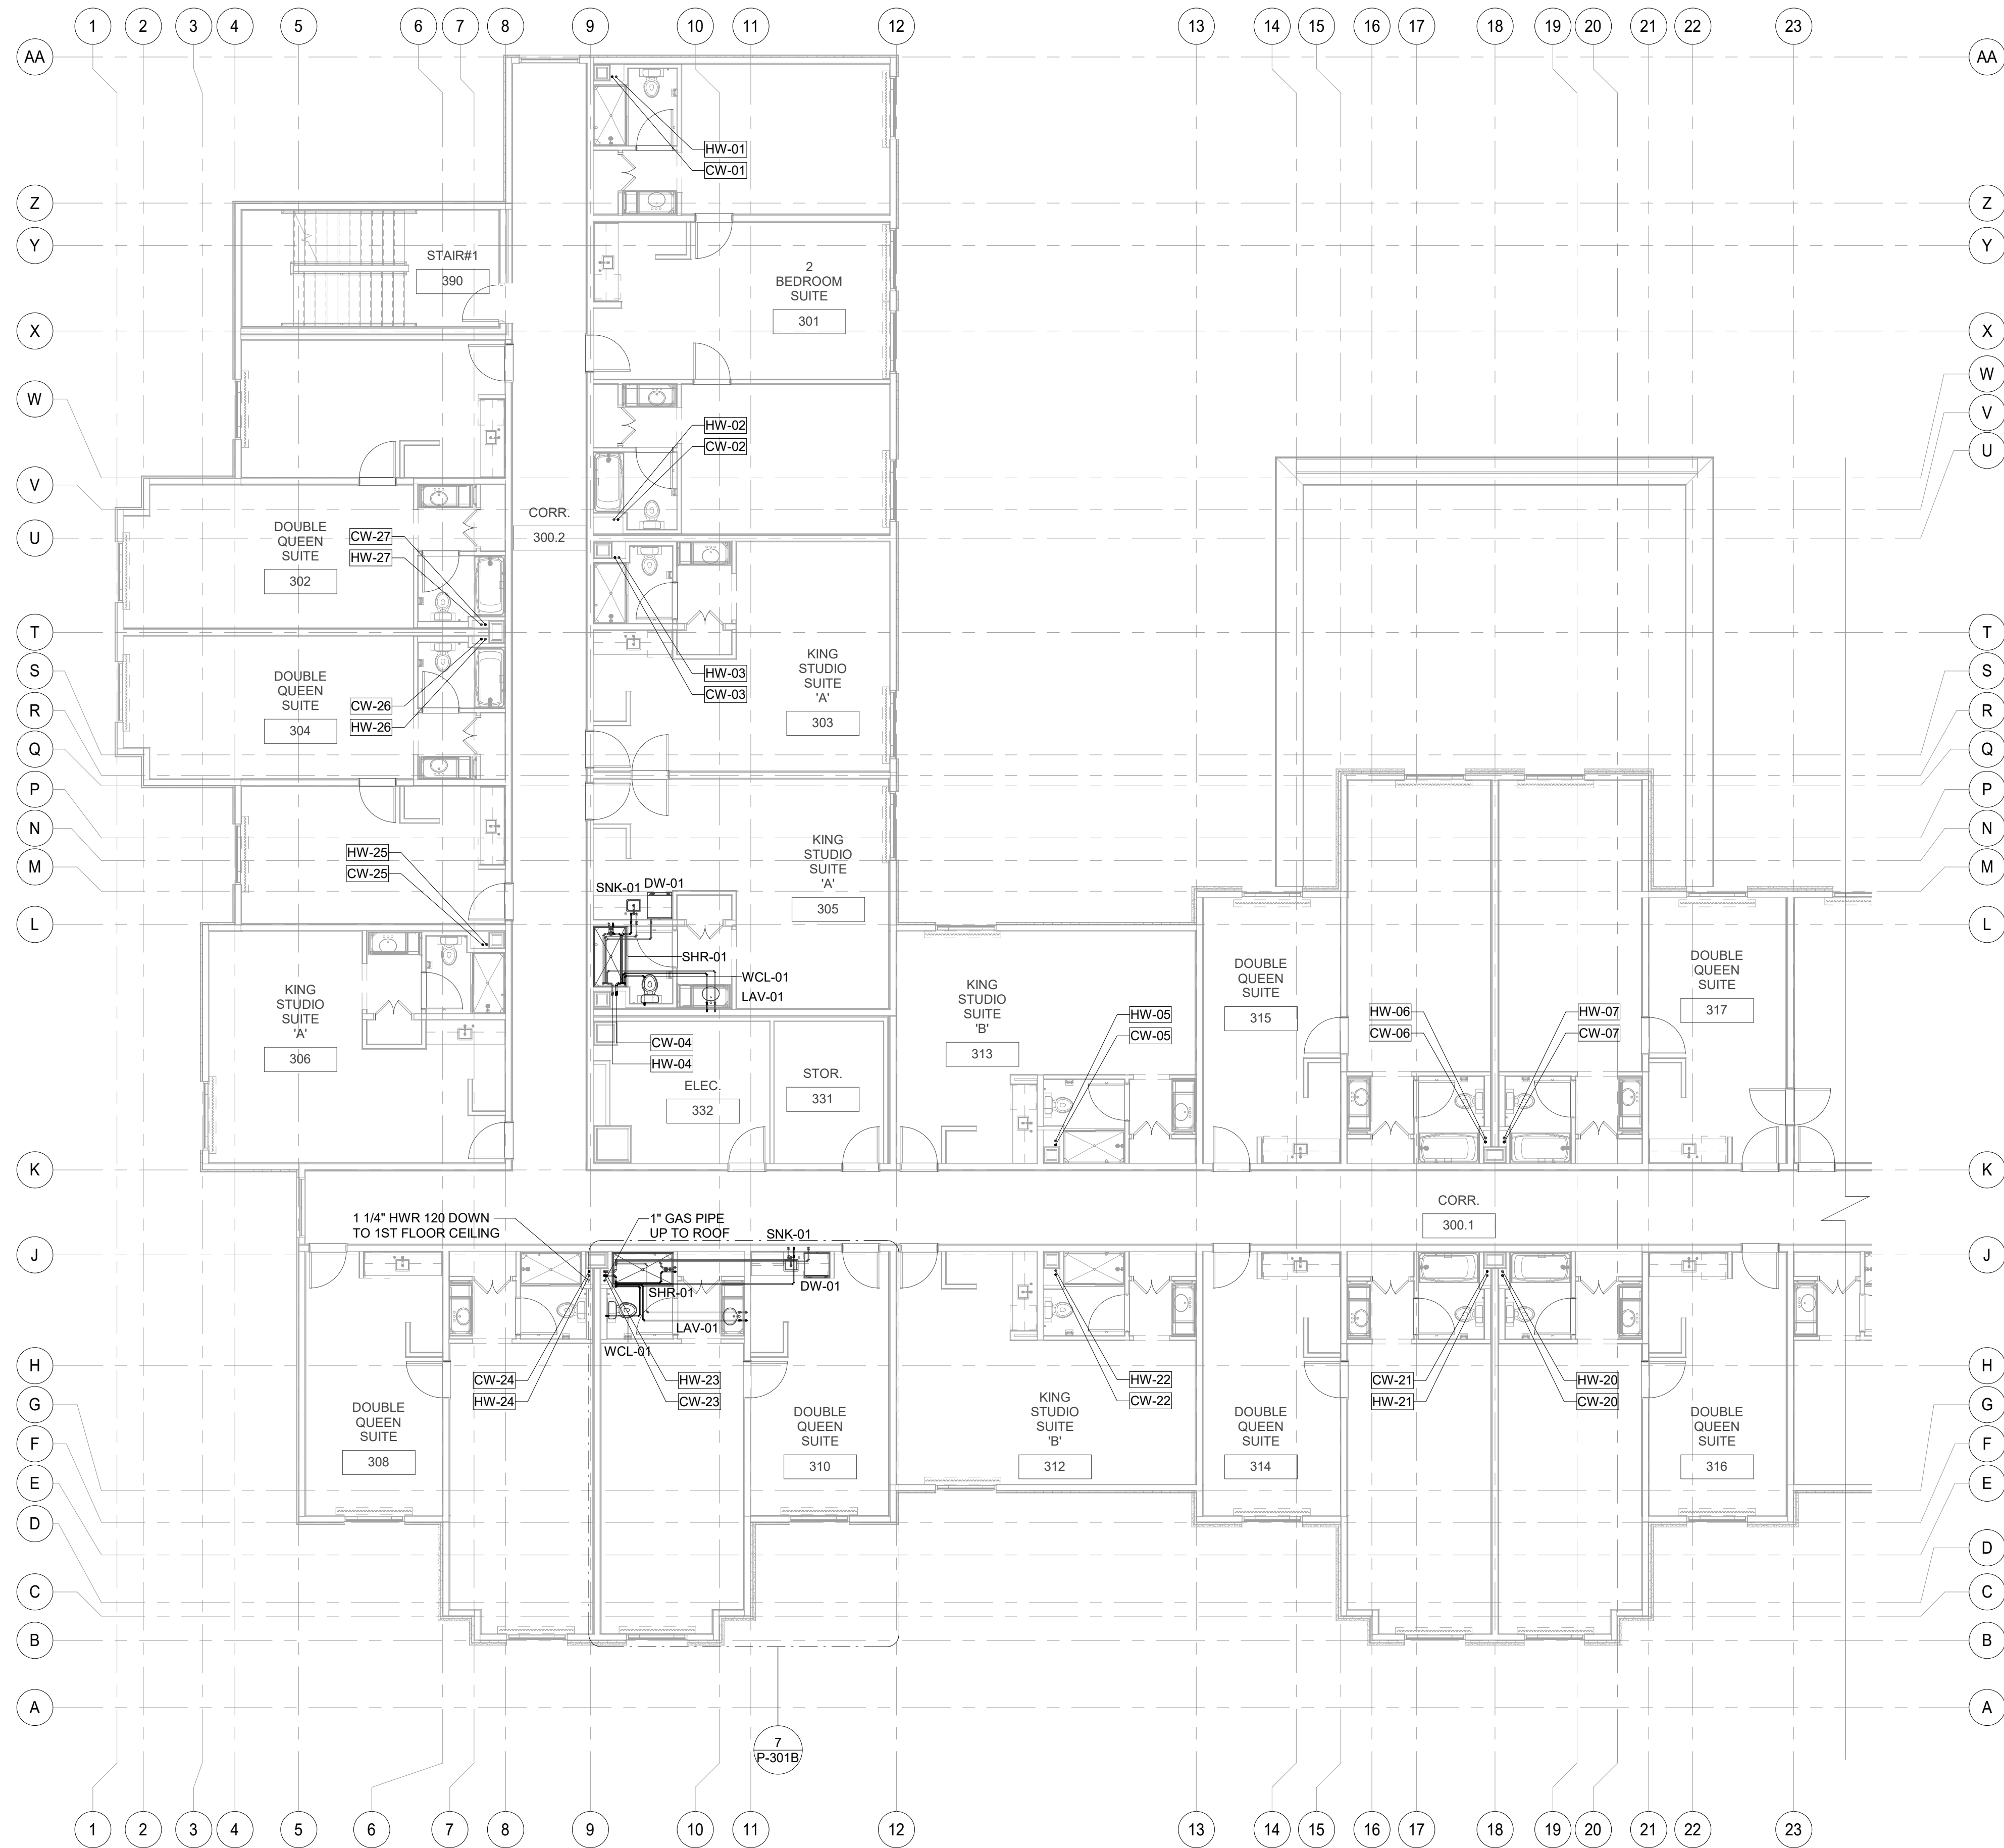 1 2 3 4 5 6 7 8 9 10 11 12 13 14 15 16 17 18 19 20 21 22 23
AA AA
HW-01
CW-01
Z Z
Y Y
STAIR#1
390
2
BEDROOM
SUITE
301
X X
W W
V
U
HW-02
CW-02
V
U
CORR.
300.2
DOUBLE
QUEEN
SUITE
302
CW-27
HW-27
T T
S S
R R
Q Q
HW-03
CW-03
KING
STUDIO
SUITE
'A'
303
DOUBLE
QUEEN
SUITE
304
CW-26
HW-26
P P
N N
M M
L L
HW-25
CW-25
KING
STUDIO
SUITE
'A'
305
SNK-01 DW-01
SHR-01
WCL-01
LAV-01
KING
STUDIO
SUITE
'A'
306
CW-04
HW-04
ELEC.
332
STOR.
331
KING
STUDIO
SUITE
'B'
313
HW-05
CW-05
DOUBLE
QUEEN
SUITE
315
HW-06
CW-06
HW-07
CW-07
DOUBLE
QUEEN
SUITE
317
K K
CORR.
300.1
1 1/4" HWR 120 DOWN
TO 1ST FLOOR CEILING
1" GAS PIPE
UP TO ROOF
SNK-01
J J
SHR-01
DW-01
LAV-01
WCL-01
H H
CW-24
HW-24
HW-23
CW-23
HW-22
CW-22
CW-21
HW-21
HW-20
CW-20
G G
F F
E E
D D
DOUBLE
QUEEN
SUITE
308
DOUBLE
QUEEN
SUITE
310
KING
STUDIO
SUITE
'B'
312
DOUBLE
QUEEN
SUITE
314
DOUBLE
QUEEN
SUITE
316
C C
B B
A A
7
P-301B
1 2 3 4 5 6 7 8 9 10 11 12 13 14 15 16 17 18 19 20 21 22 23